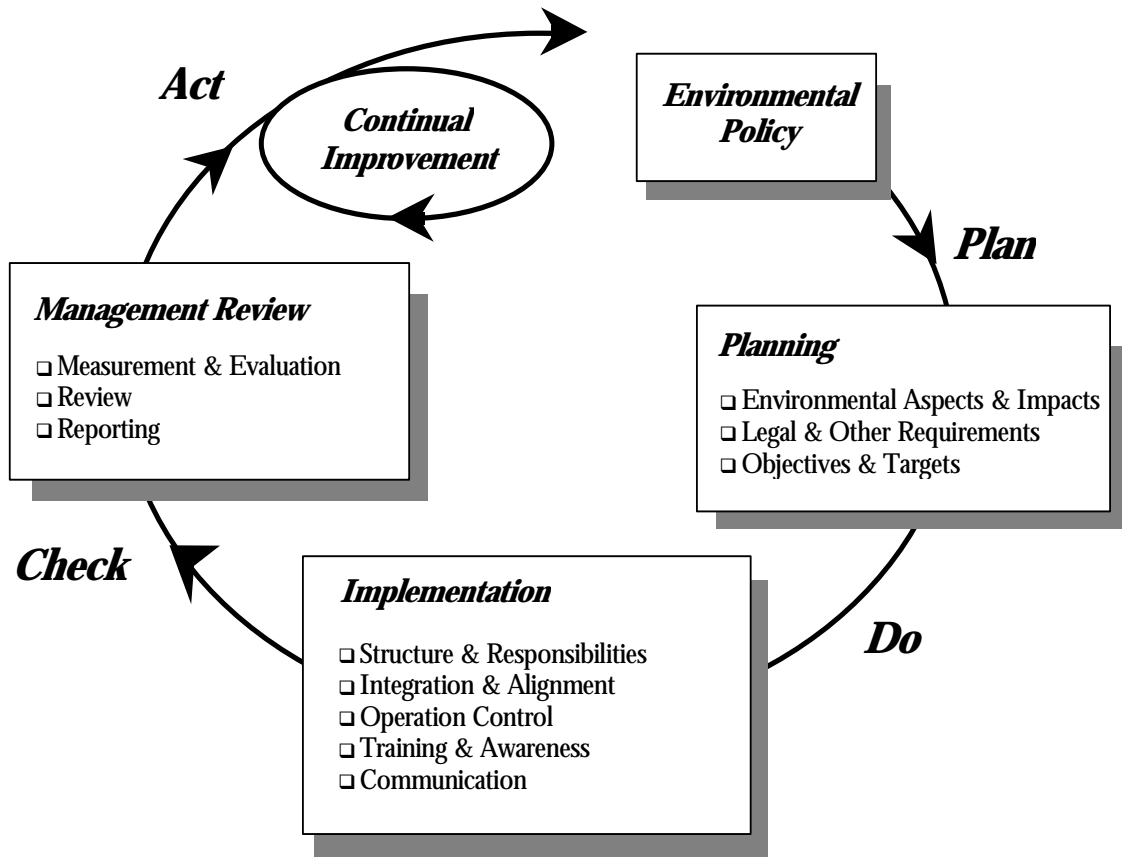 Act
Continual
Improvement
Environmental
Policy
Plan
Management Review
❑ Measurement & Evaluation
❑ Review
❑ Reporting
Planning
❑ Environmental Aspects & Impacts
❑ Legal & Other Requirements
❑ Objectives & Targets
Check
Implementation
❑ Structure & Responsibilities
❑ Integration & Alignment
❑ Operation Control
❑ Training & Awareness
❑ Communication
Do